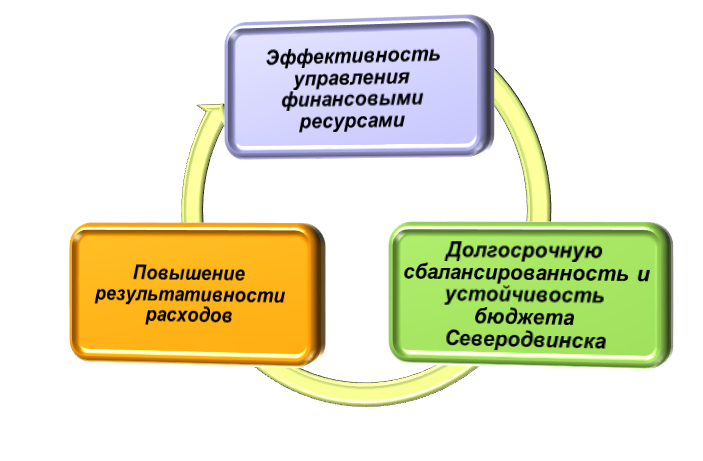 Эффективность
управления
финансовыми
ресурсами
Повышение
результативности
расходов
Долгосрочную
сбалансированность и
устойчивость
бюджета
Северодвинска